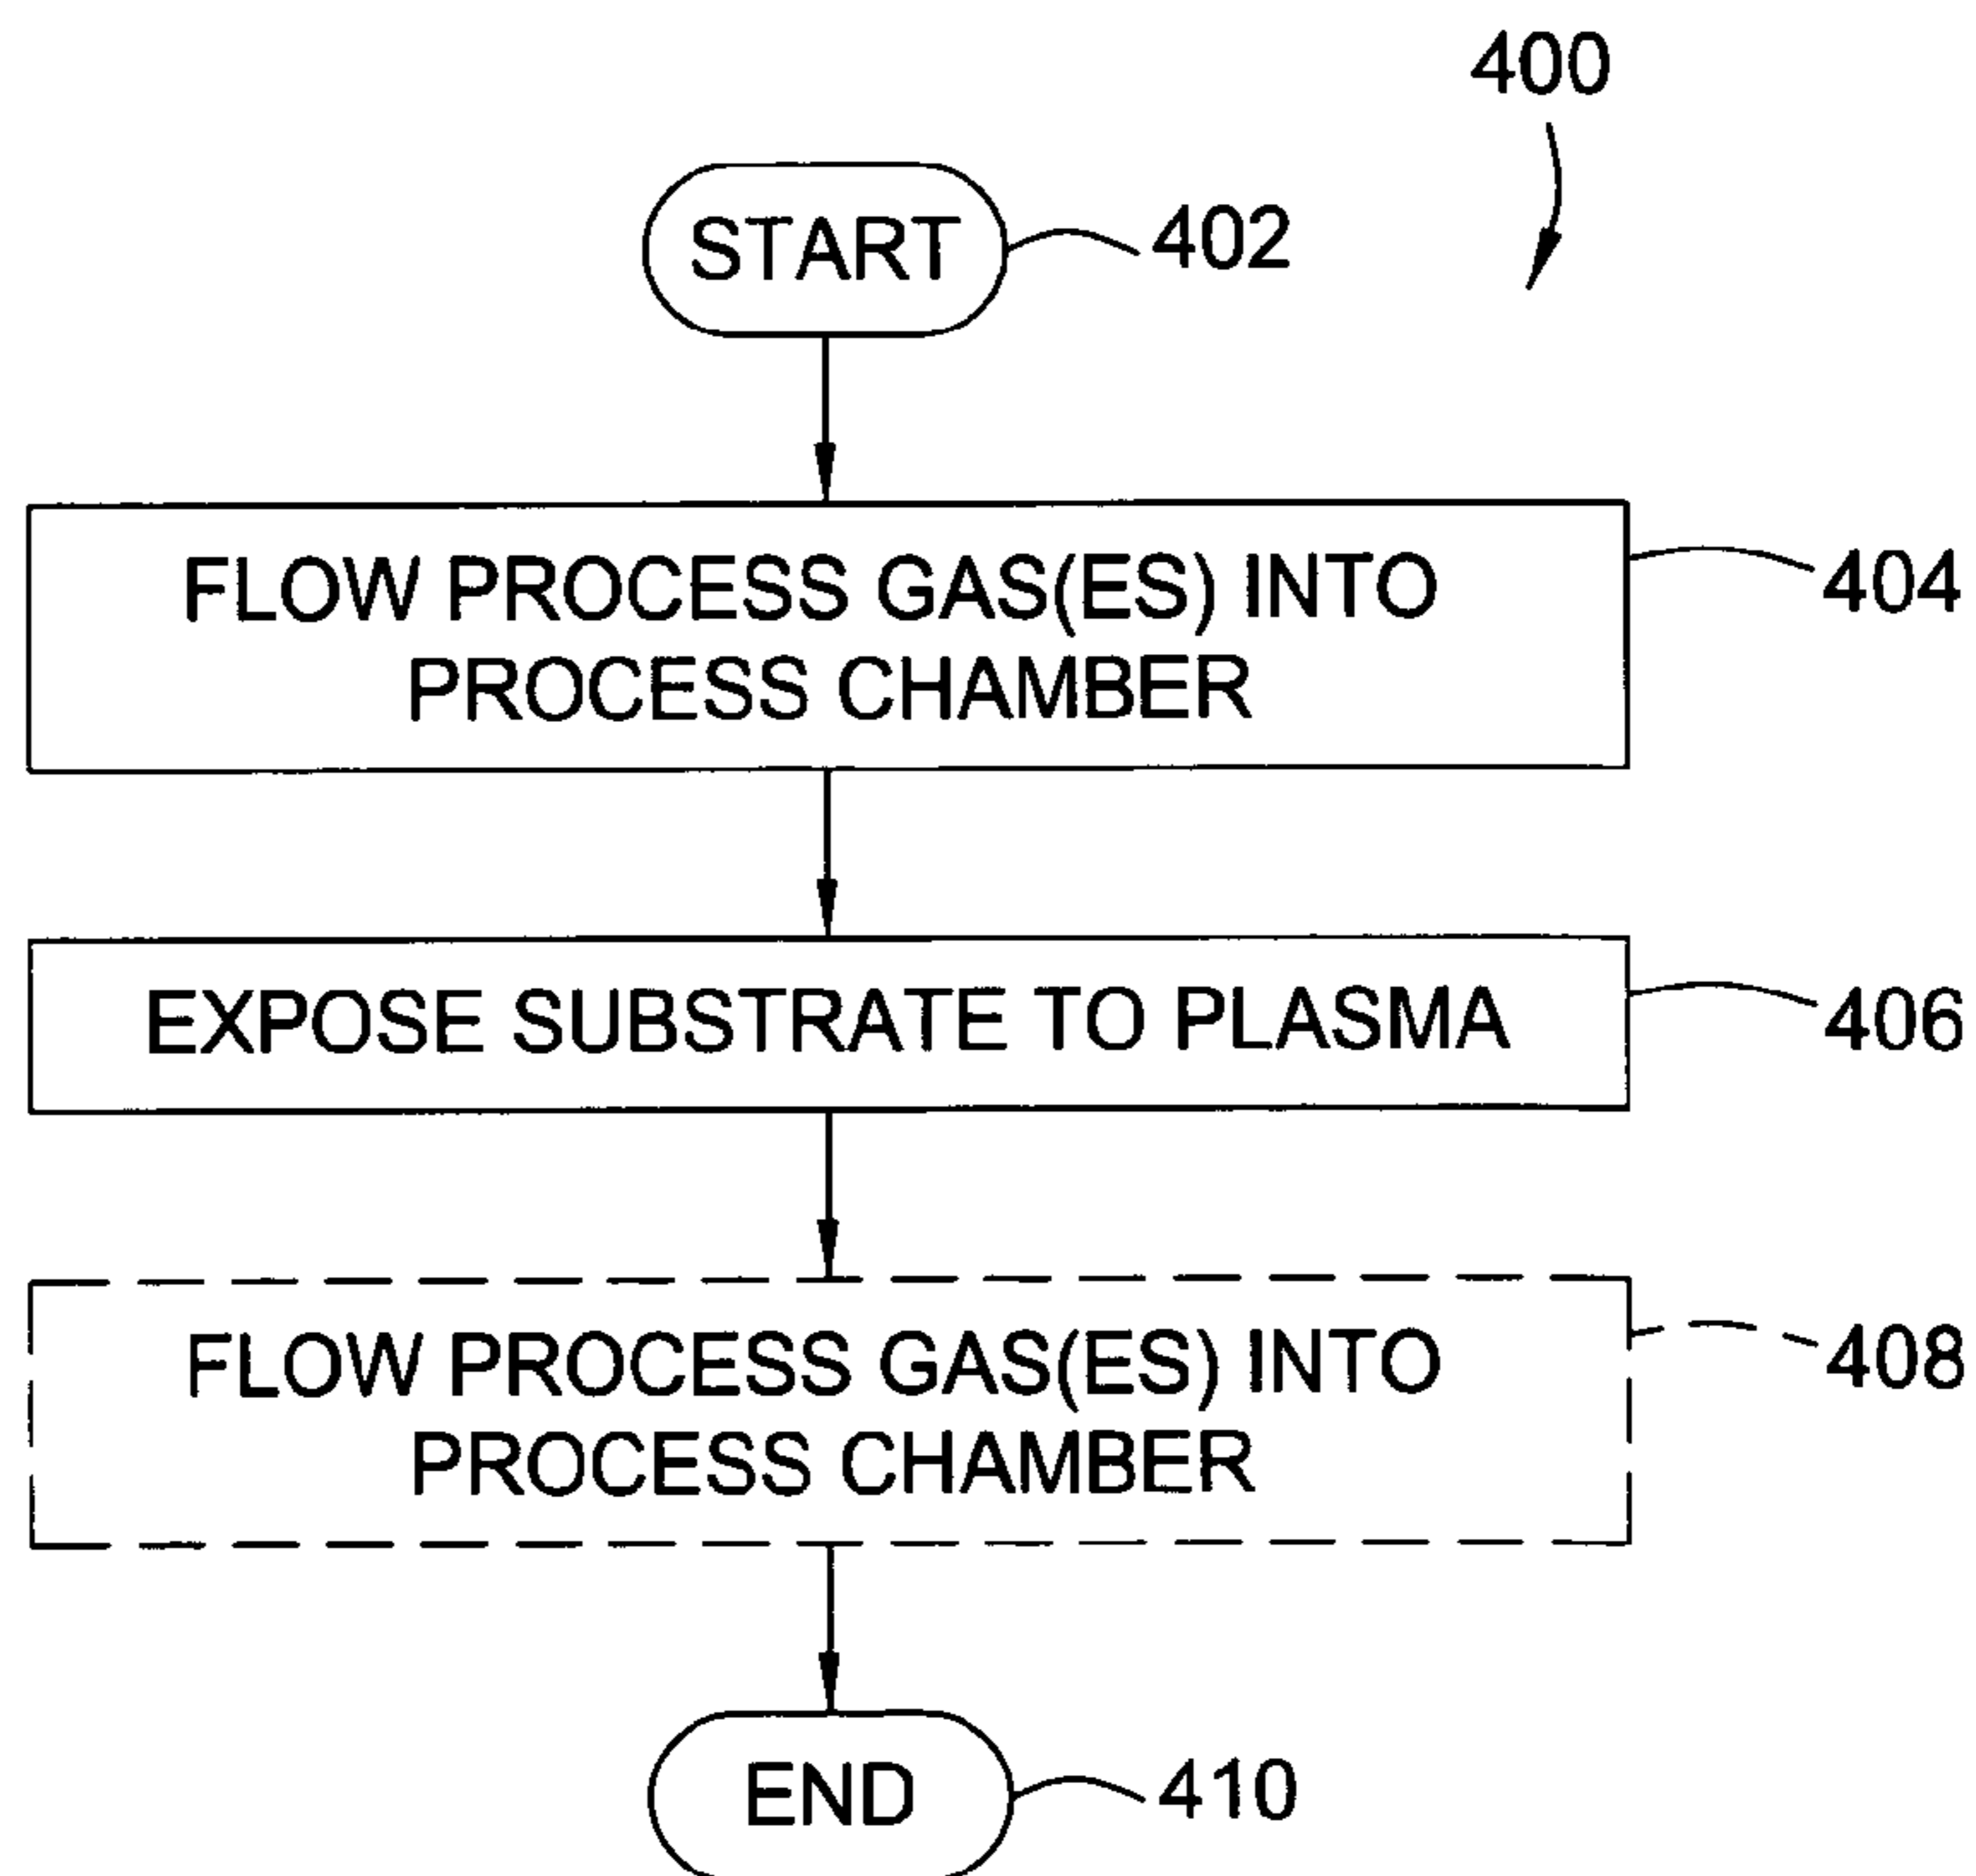 400
START
402
FLOW PROCESS GAS(ES) INTO
PROCESS CHAMBER
404
EXPOSE SUBSTRATE TO PLASMA
406
FLOW PROCESS GAS(ES) INTO
PROCESS CHAMBER
408
END
410